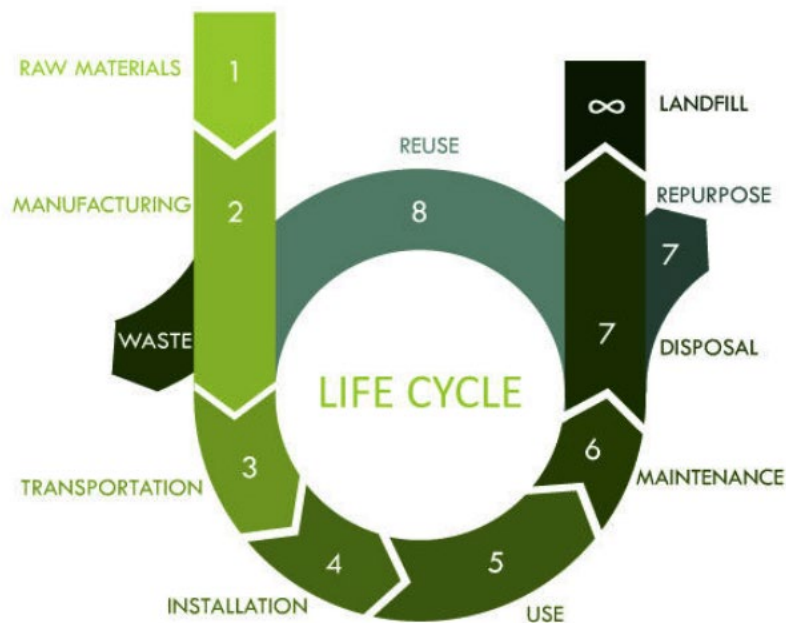 RAW MATERIALS
1
MANUFACTURING
2
WASTE
TRANSPORTATION
3
INSTALLATION
4
5
USE
6
MAINTENANCE
7
DISPOSAL
7
REPURPOSE
∞
LANDFILL
REUSE
8
LIFE CYCLE